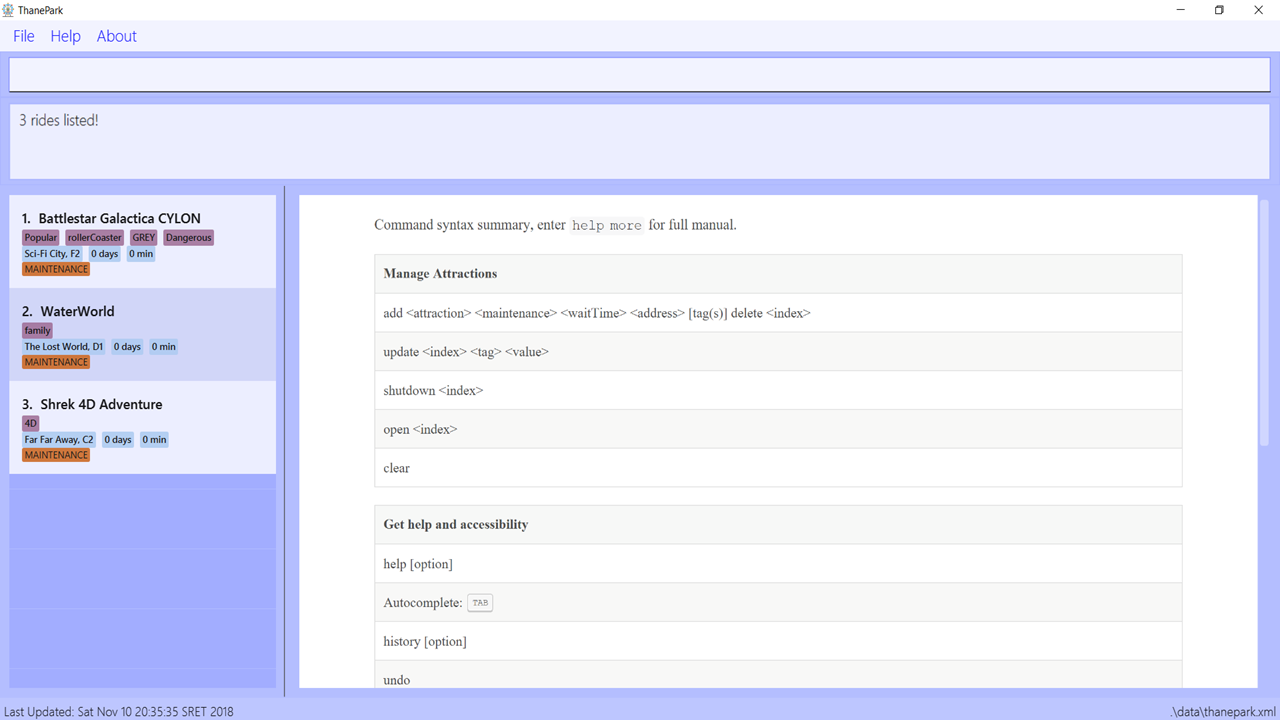 ThanePark
File Help About
3 rides listed!
1. Battlestar Galactica CYLON
Popular rollerCoaster GREY Dangerous
Sci-Fi City, F2 0 days 0 min
MAINTENANCE
2. WaterWorld
family
The Lost World, D1 0 days 0 min
MAINTENANCE
3. Shrek 4D Adventure
4D
Far Far Away, C2 0 days 0 min
MAINTENANCE
Command syntax summary, enter help more for full manual.
Manage Attractions
add <attraction> <maintenance> <waitTime> <address> [tag(s)] delete <index>
update <index> <tag> <value>
shutdown <index>
open <index>
clear
Get help and accessibility
help [option]
Autocomplete: TAB
history [option]
undo
Last Updated: Sat Nov 10 20:35:35 SRET 2018
.\data\thanepark.xml